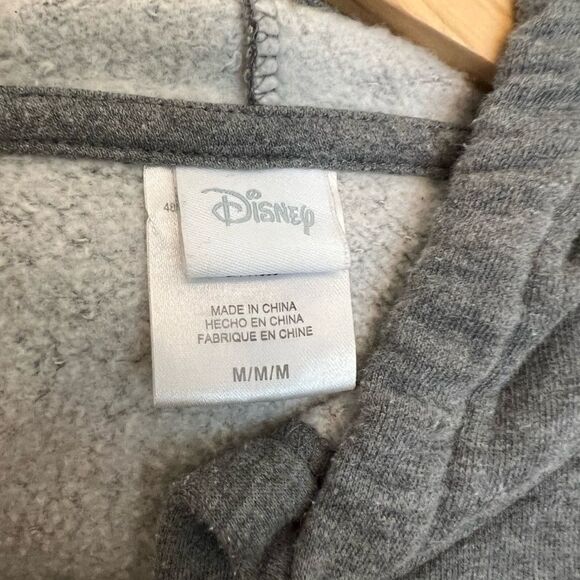 Disney
MADE IN CHINA
HECHO EN CHINA
FABRIQUE EN CHINE
M/M/M